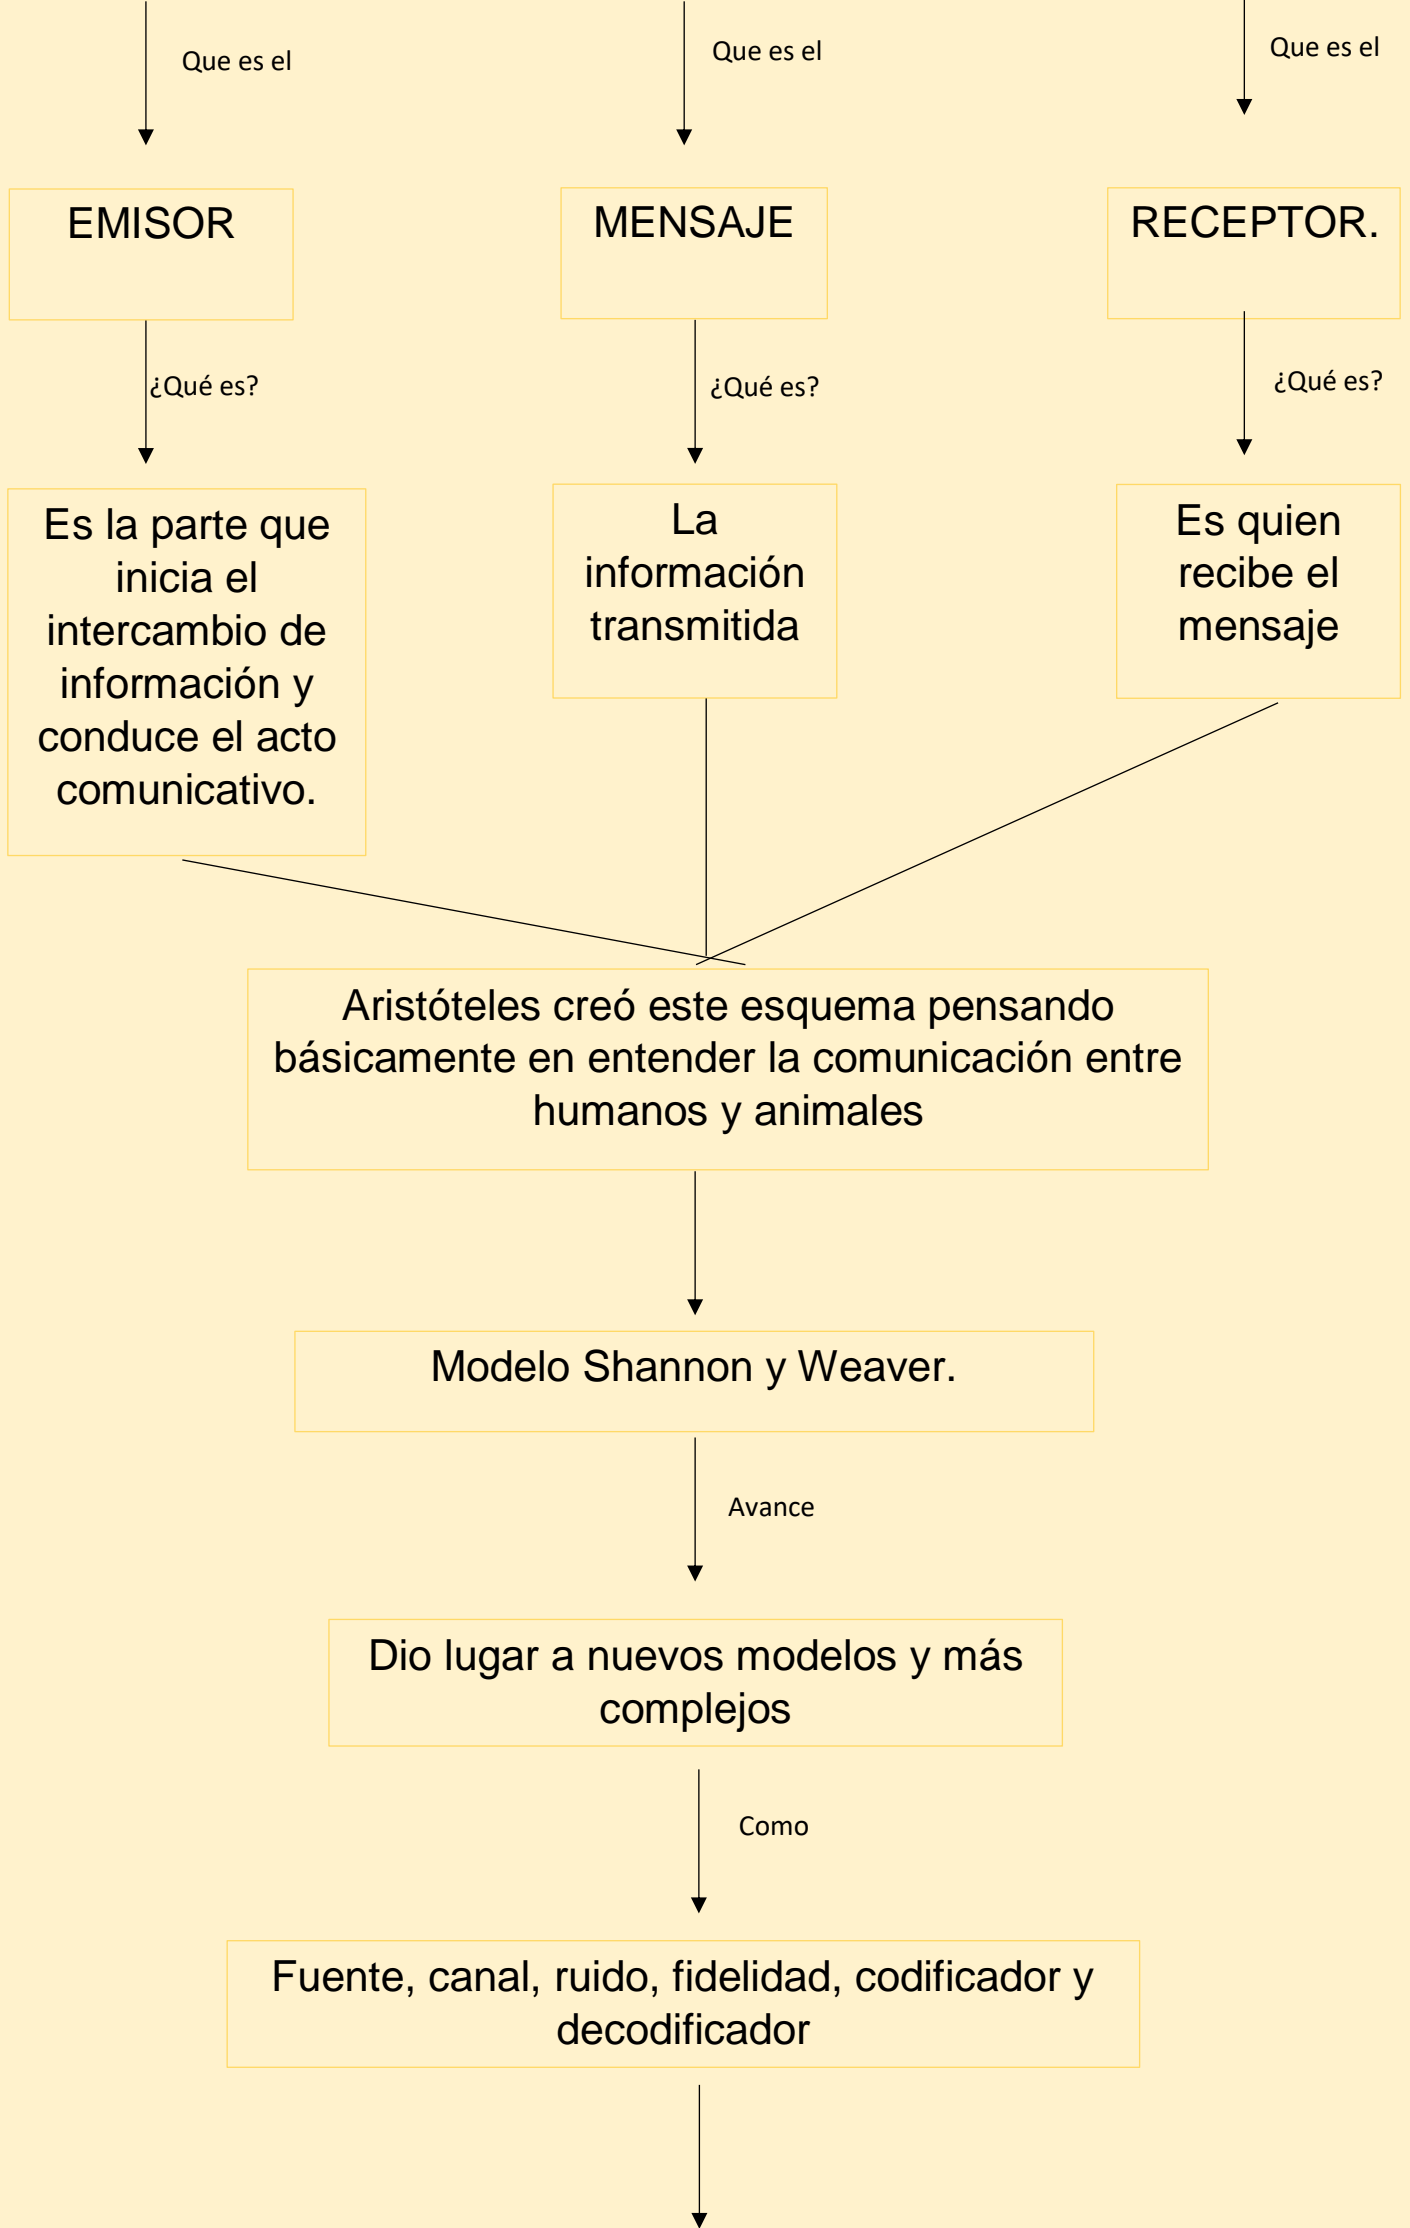 Que es el
Que es el
Que es el
EMISOR
MENSAJE
RECEPTOR.
¿Qué es?
¿Qué es?
¿Qué es?
Es la parte que
inicia el
intercambio de
información y
conduce el acto
comunicativo.
La
información
transmitida
Es quien
recibe el
mensaje
Aristóteles creó este esquema pensando
básicamente en entender la comunicación entre
humanos y animales
Modelo Shannon y Weaver.
Avance
Dio lugar a nuevos modelos y más
complejos
Como
Fuente, canal, ruido, fidelidad, codificador y
decodificador